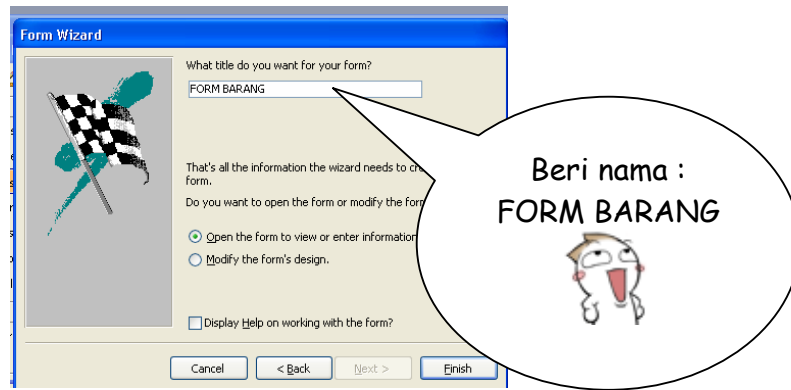 Form Wizard
What title do you want for your form?
FORM BARANG
That's all the information the wizard needs to
form.
Do you want to open the form or modify the
Open the form to view or enter information
Modify the form's design.
Display Help on working with the form?
Cancel
< Back
Next >
Finish
Beri nama :
FORM BARANG